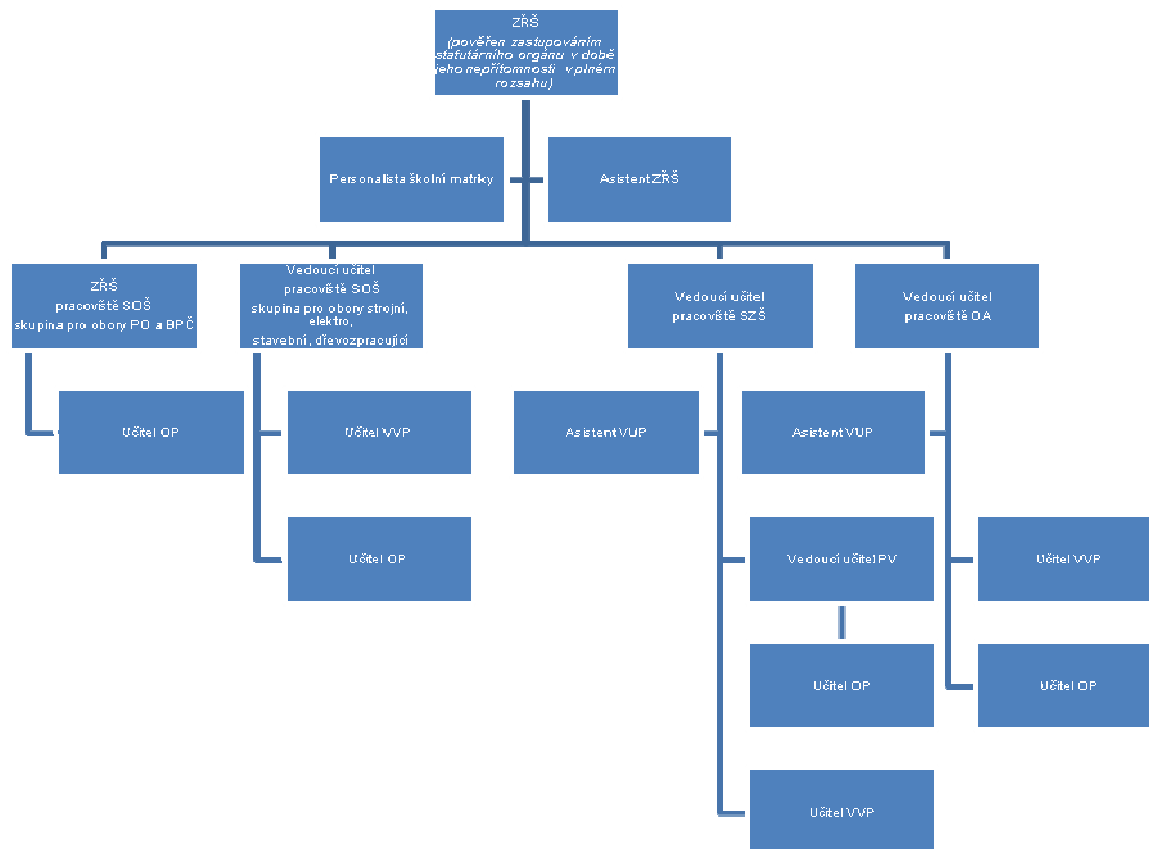 ZŘŠ
(pověřen zastupováním
statutárního orgánu v době
jeho nepřítomnosti v plném
rozsahu)
Personalista školní matriky
Asistent ZŘŠ
ZŘŠ
pracoviště SOŠ
skupina pro obory PO a BPČ
Vedoucí učitel
pracoviště SOŠ
skupina pro obory strojní,
elektro,
stavební, dřevozpracující
Vedoucí učitel
pracoviště SZŠ
Vedoucí učitel
pracoviště OA
Učitel OP
Učitel VVP
Asistent VUP
Asistent VUP
Učitel OP
Vedoucí učitel PV
Učitel VVP
Učitel OP
Učitel OP
Učitel VVP